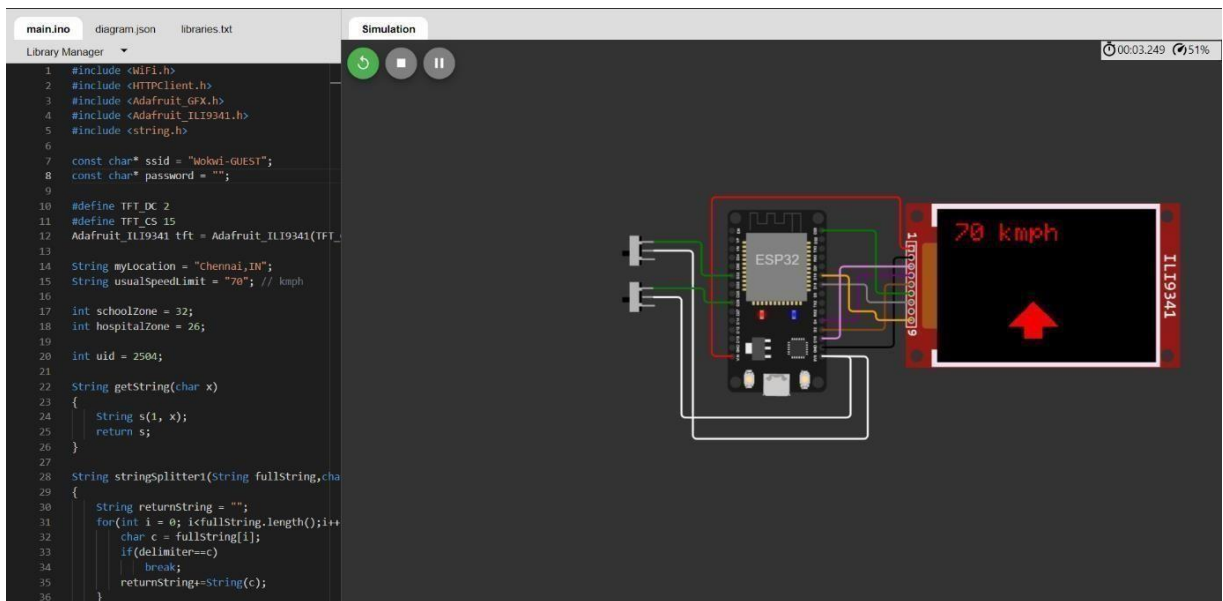 main.ino diagram.json libraries.txt
Library Manager
1 #include <WiFi.h>
2 #include <HTTPClient.h>
3 #include <Adafruit_GFX.h>
4 #include <Adafruit_ILI9341.h>
5 #include <string.h>
6
7 const char* ssid = "Wokwi-GUEST";
8 const char* password = "";
9
10 #define TFT_DC 2
11 #define TFT_CS 15
12 Adafruit_ILI9341 tft = Adafruit_ILI9341(TFT_
13
14 String myLocation = "Chennai,IN";
15 String usualSpeedLimit = "70"; // kmph
16
17 int schoolZone = 32;
18 int hospitalZone = 26;
19
20 int uid = 2504;
21
22 String getString(char x)
23 {
24 String s(1, x);
25 return s;
26 }
27
28 String stringSplitter1(String fullString,cha
29 {
30 String returnString = "";
31 for(int i = 0; i<fullString.length();i++
32 char c = fullString[i];
33 if(delimiter==c)
34 break;
35 returnString+=String(c);
36 }
Simulation
00:03.249 51%
ESP32
1
9
70 kmph
ILI9341